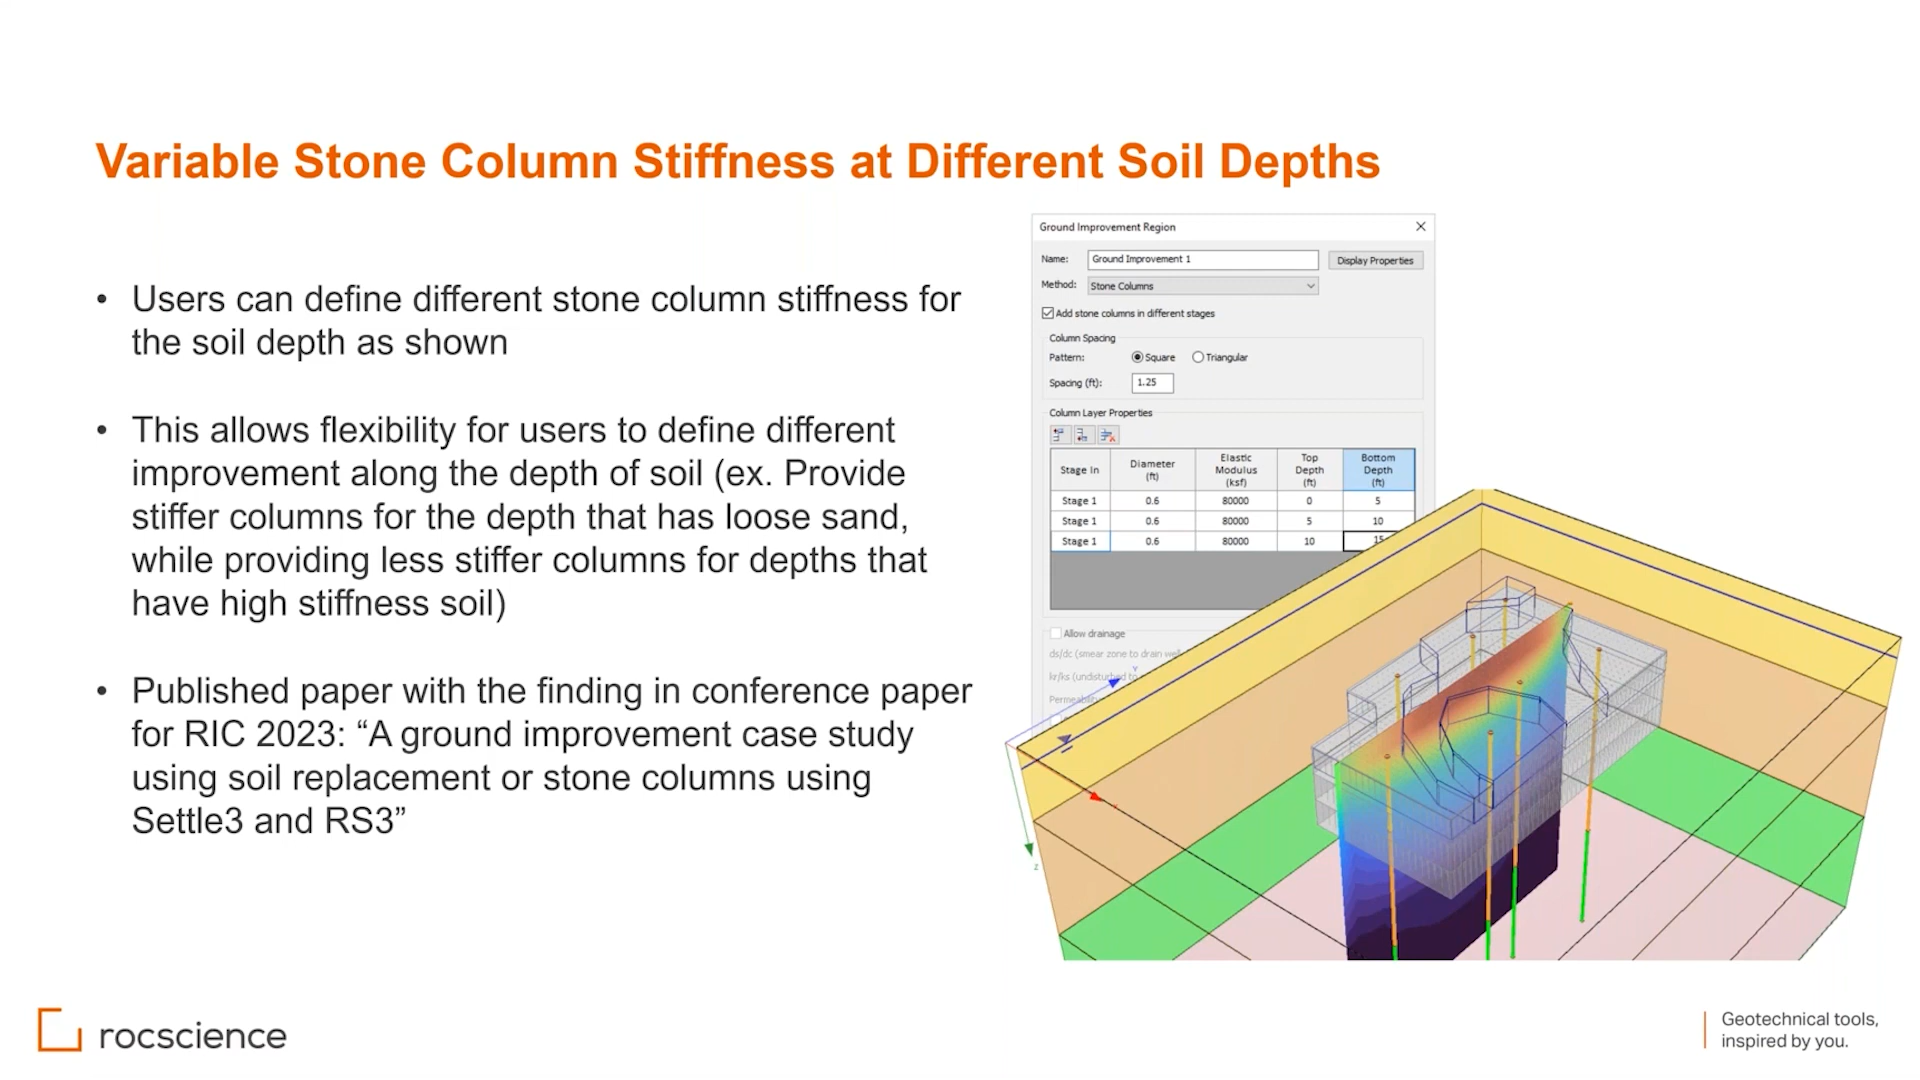 Variable Stone Column Stiffness at Different Soil Depths
• Users can define different stone column stiffness for
the soil depth as shown
• This allows flexibility for users to define different
improvement along the depth of soil (ex. Provide
stiffer columns for the depth that has loose sand,
while providing less stiffer columns for depths that
have high stiffness soil)
• Published paper with the finding in conference paper
for RIC 2023: “A ground improvement case study
using soil replacement or stone columns using
Settle3 and RS3”
Ground Improvement Region
Name: Ground Improvement 1 Display Properties
Method: Stone Columns
Add stone columns in different stages
Column Spacing
Pattern: Square Triangular
Spacing (ft): 1.25
Column Layer Properties
Stage In Diameter (ft) Elastic Modulus (ksf) Top Depth (ft) Bottom Depth (ft)
Stage 1 0.6 80000 0 5
Stage 1 0.6 80000 5 10
Stage 1 0.6 80000 10 15
Allow drainage
ds/dc (smear zone to drain well
kr/ks (undisturbed to
Y
X
Z
rocscience
Geotechnical tools,
inspired by you.